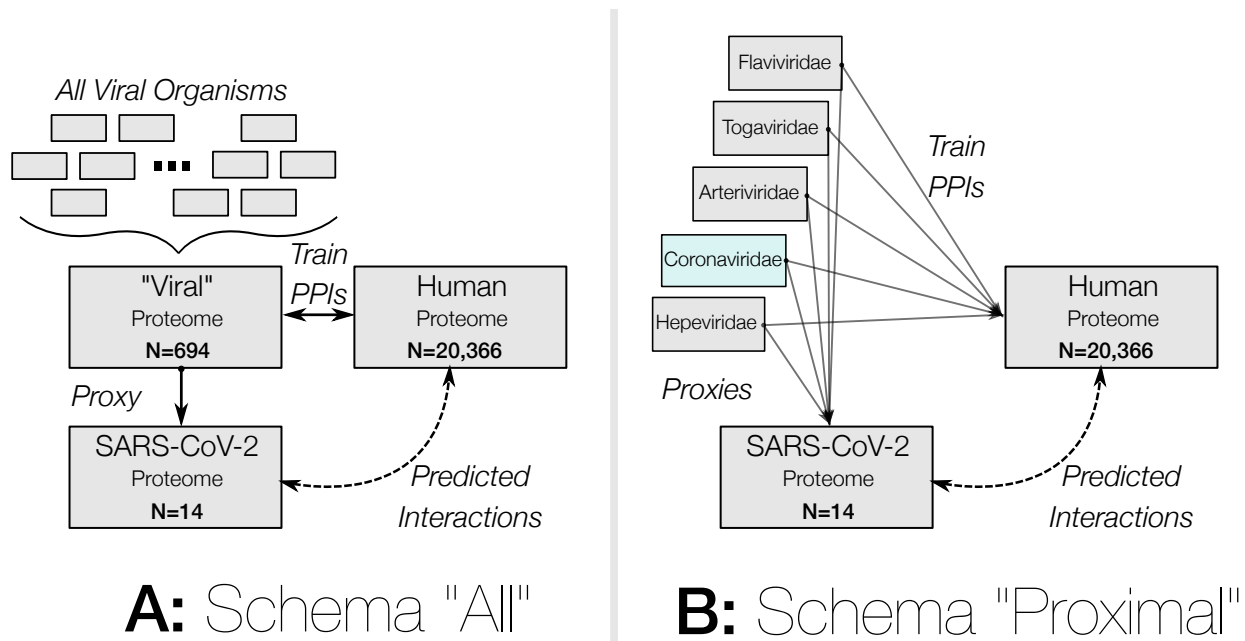 All Viral Organisms
"Viral"
Proteome
N=694
Train
PPIs
Human
Proteome
N=20,366
Proxy
SARS-CoV-2
Proteome
N=14
Predicted
Interactions
A: Schema "All"
Flaviviridae
Togaviridae
Arteriviridae
Coronaviridae
Hepeviridae
Train
PPIs
Human
Proteome
N=20,366
Proxies
SARS-CoV-2
Proteome
N=14
Predicted
Interactions
B: Schema "Proximal"